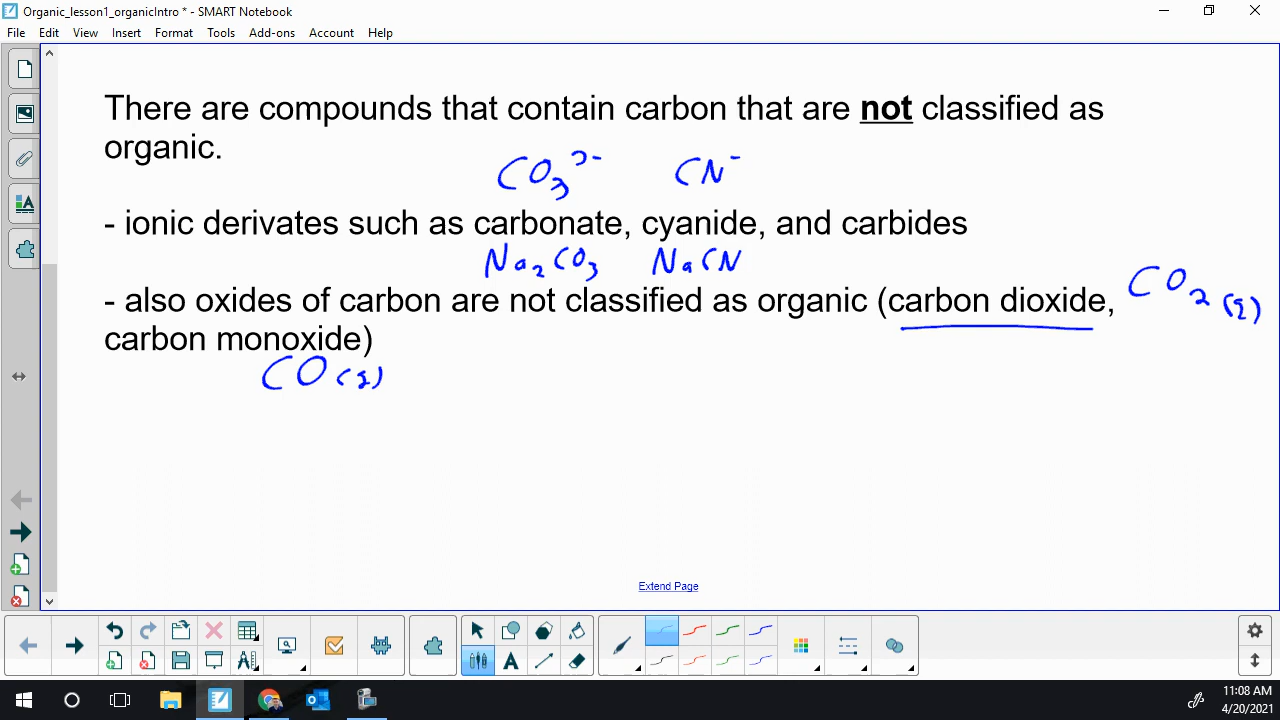 Organic_lesson1_organicIntro * - SMART Notebook
File Edit View Insert Format Tools Add-ons Account Help
There are compounds that contain carbon that are not classified as
organic.
CO₃²⁻ CN⁻
- ionic derivates such as carbonate, cyanide, and carbides
Na₂CO₃ NaCN
- also oxides of carbon are not classified as organic (carbon dioxide, CO₂(g)
carbon monoxide)
CO(g)
Extend Page
11:08 AM
4/20/2021